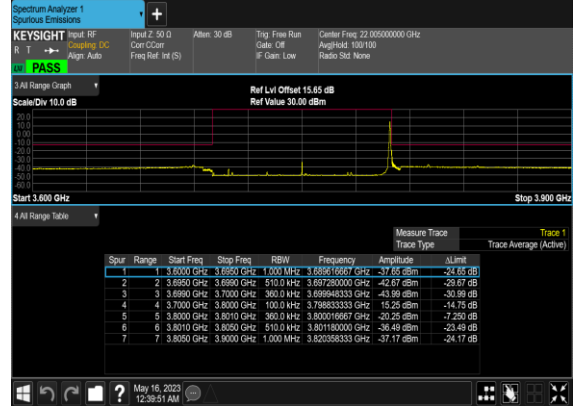 Spectrum Analyzer 1
Spurious Emissions
KEYSIGHT Input: RF Input Z: 50 Ω Atten: 30 dB Trig: Free Run Center Freq: 22.005000000 GHz
R T Coupling: DC Corr CCorr Gate: Off Avg|Hold: 100/100
Align: Auto Freq Ref: Int (S) IF Gain: Low Radio Std: None
PASS
3 All Range Graph Ref Lvl Offset 15.65 dB
Scale/Div 10.0 dB Ref Value 30.00 dBm
20.0
10.0
0.00
-10.0
-20.0
-30.0
-40.0
-50.0
-60.0
Start 3.600 GHz Stop 3.900 GHz
4 All Range Table
Measure Trace Trace 1
Trace Type Trace Average (Active)
Spur Range Start Freq Stop Freq RBW Frequency Amplitude ΔLimit
1 1 3.6000 GHz 3.6950 GHz 1.000 MHz 3.689616667 GHz -37.65 dBm -24.65 dB
2 2 3.6950 GHz 3.6990 GHz 510.0 kHz 3.697280000 GHz -42.67 dBm -29.67 dB
3 3 3.6990 GHz 3.7000 GHz 360.0 kHz 3.699948333 GHz -43.99 dBm -30.99 dB
4 4 3.7000 GHz 3.8000 GHz 100.0 kHz 3.798833333 GHz 15.25 dBm -14.75 dB
5 5 3.8000 GHz 3.8010 GHz 360.0 kHz 3.800016667 GHz -20.25 dBm -7.250 dB
6 6 3.8010 GHz 3.8050 GHz 510.0 kHz 3.801180000 GHz -36.49 dBm -23.49 dB
7 7 3.8050 GHz 3.9000 GHz 1.000 MHz 3.820358333 GHz -37.17 dBm -24.17 dB
May 16, 2023
12:39:51 AM